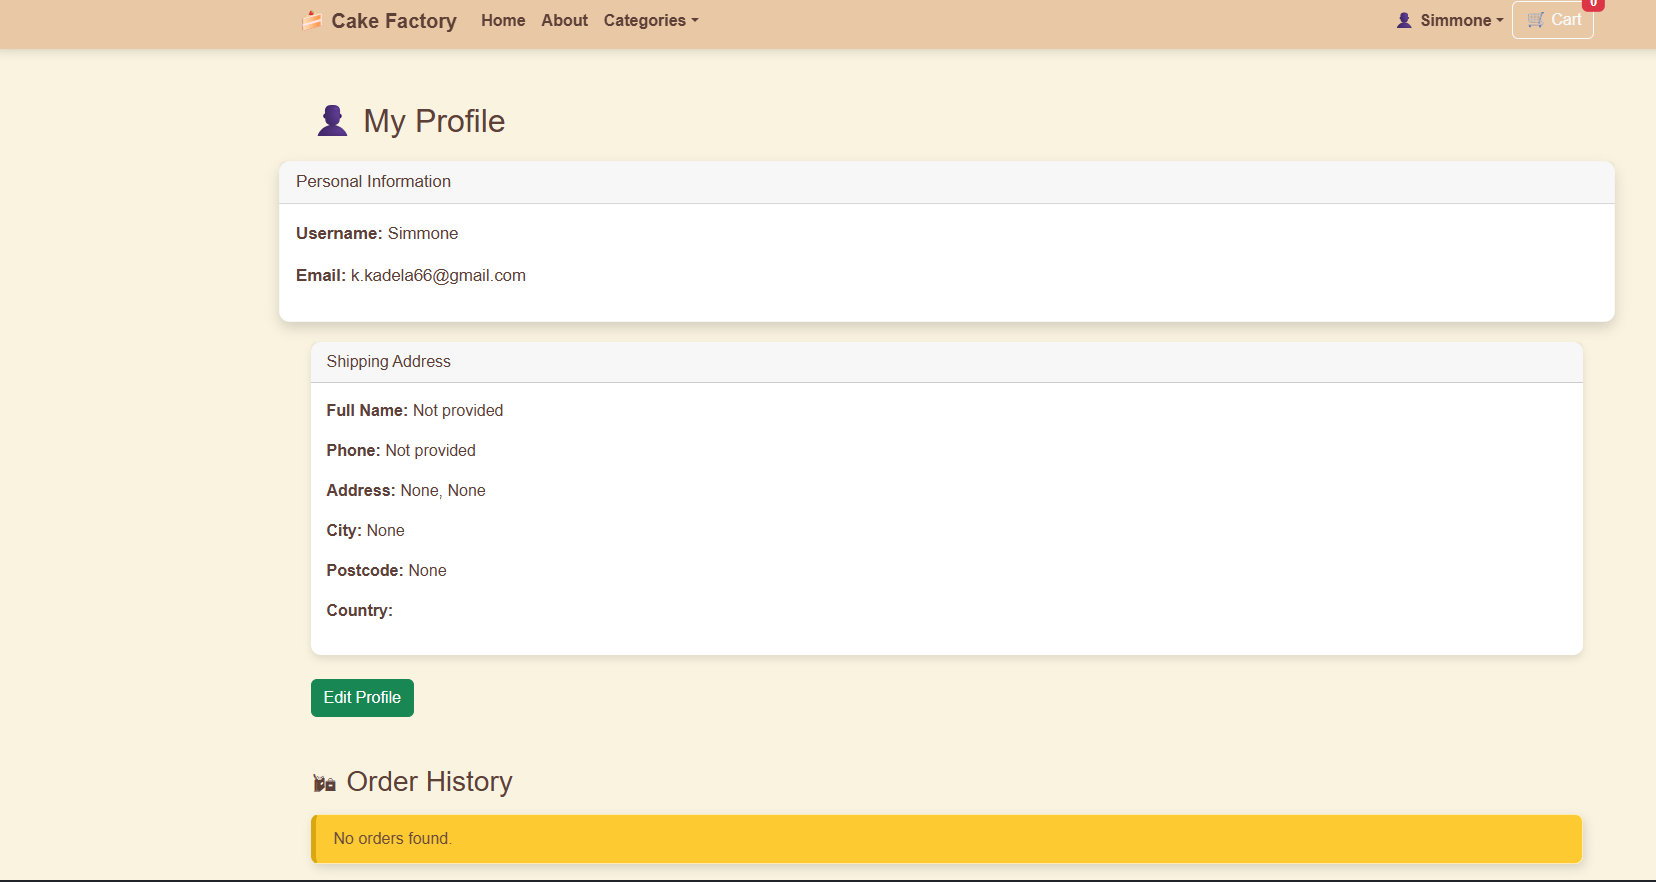 Cake Factory Home About Categories Simmone Cart 0
My Profile
Personal Information
Username: Simmone
Email: k.kadela66@gmail.com
Shipping Address
Full Name: Not provided
Phone: Not provided
Address: None, None
City: None
Postcode: None
Country:
Edit Profile
Order History
No orders found.